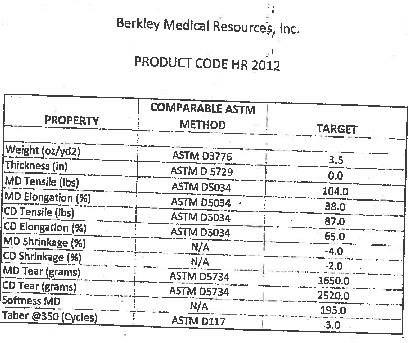 Berkley Medical Resources, Inc.
PRODUCT CODE HR 2012
PROPERTY COMPARABLE ASTM METHOD TARGET
Weight (oz/yd2) ASTM D3776 3.5
Thickness (in) ASTM D 5729 0.0
MD Tensile (lbs) ASTM D5034 104.0
MD Elongation (%) ASTM D5034 38.0
CD Tensile (lbs) ASTM D5034 87.0
CD Elongation (%) ASTM D5034 65.0
MD Shrinkage (%) N/A -4.0
CD Shrinkage (%) N/A -2.0
MD Tear (grams) ASTM D5734 1650.0
CD Tear (grams) ASTM D5734 2520.0
Softness MD N/A 195.0
Taber @350 (Cycles) ASTM D117 3.0